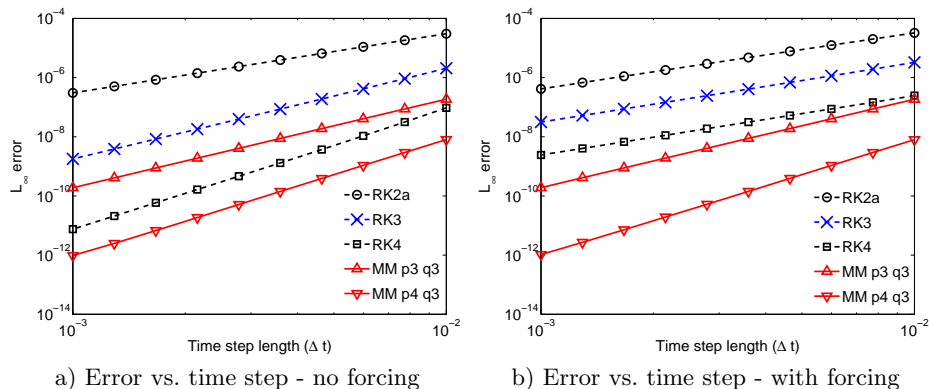 10^-4
10^-6
10^-8
10^-10
10^-12
10^-14
L∞ error
10^-3
10^-2
Time step length (Δ t)
RK2a
RK3
RK4
MM p3 q3
MM p4 q3
a) Error vs. time step - no forcing
10^-4
10^-6
10^-8
10^-10
10^-12
10^-14
L∞ error
10^-3
10^-2
Time step length (Δ t)
RK2a
RK3
RK4
MM p3 q3
MM p4 q3
b) Error vs. time step - with forcing